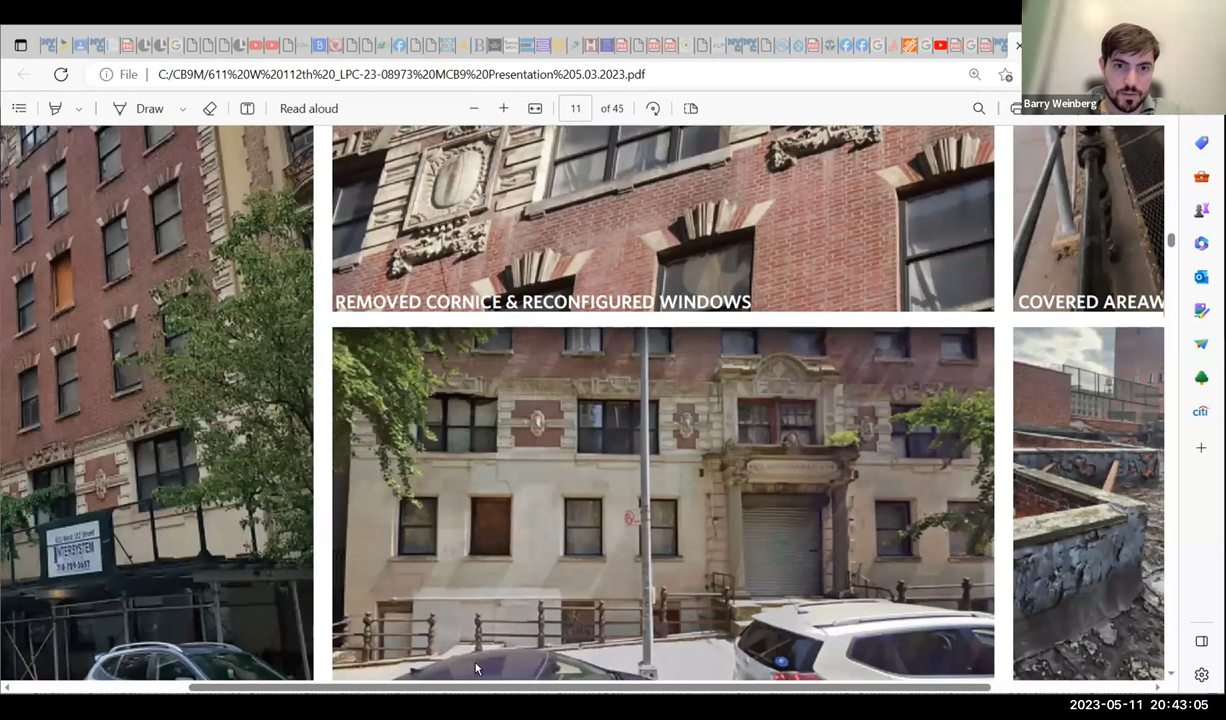 File
C:/CB9M/611%20W%20112th%20_LPC-23-08973%20MCB9%20Presentation%205.03.2023.pdf
Draw
Read aloud
11
of 45
Barry Weinberg
REMOVED CORNICE & RECONFIGURED WINDOWS
COVERED AREAW
INTERSYSTEM
citi
2023-05-11 20:43:05